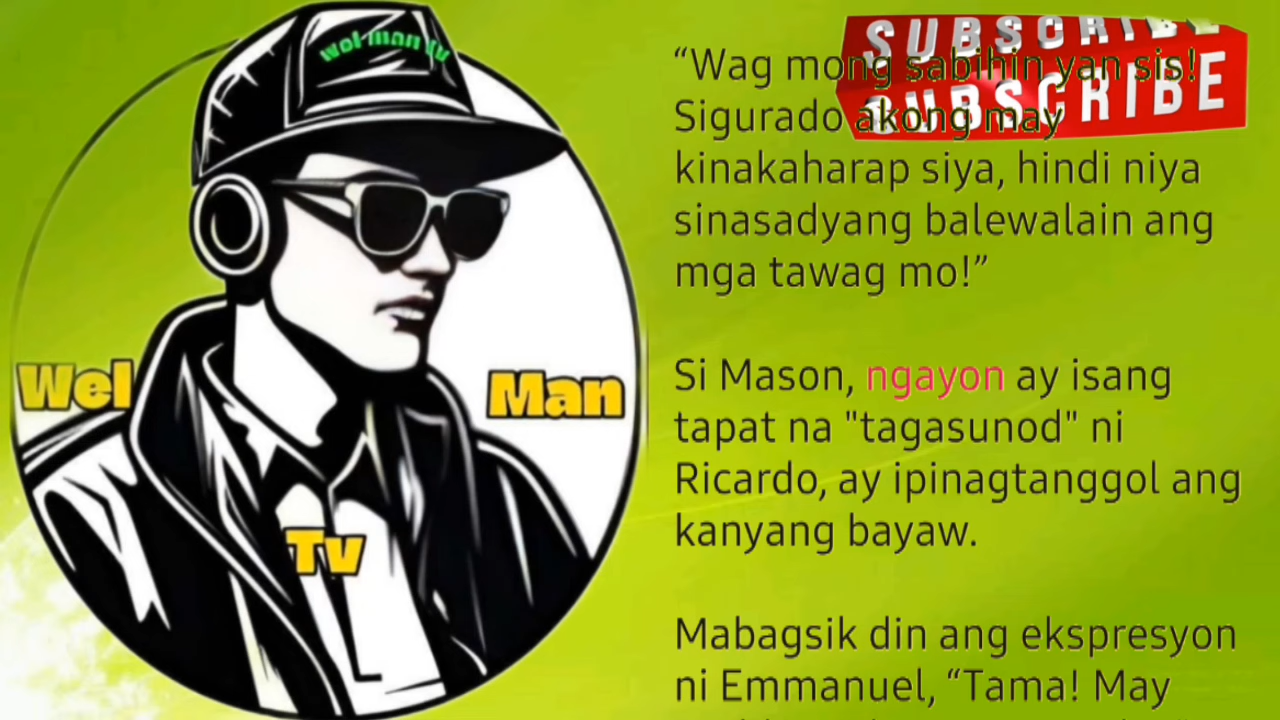 wel man tv
SUBSCRIBE
SUBSCRIBE
Wel
Man
Tv
“Wag mong sabihin yan sis!
Sigurado akong may
kinakaharap siya, hindi niya
sinasadyang balewalain ang
mga tawag mo!”
Si Mason, ngayon ay isang
tapat na "tagasunod" ni
Ricardo, ay ipinagtanggol ang
kanyang bayaw.
Mabagsik din ang ekspresyon
ni Emmanuel, “Tama! May